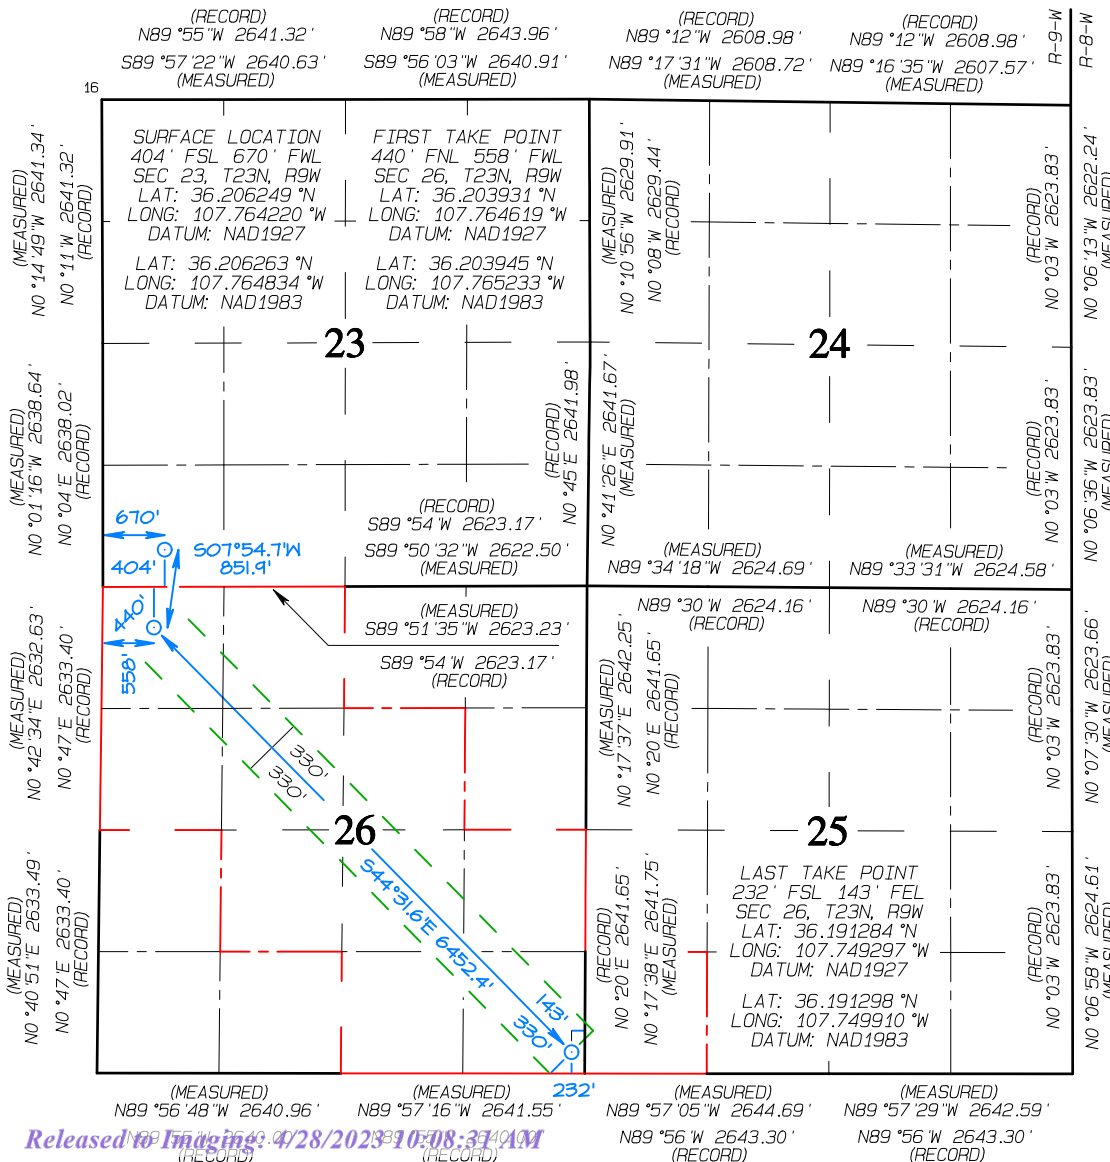 (RECORD)
N89°55'W 2641.32'
S89°57'22"W 2640.63'
(MEASURED)
(RECORD)
N89°58'W 2643.96'
S89°56'03"W 2640.91'
(MEASURED)
(RECORD)
N89°12'W 2608.98'
N89°17'31"W 2608.72'
(MEASURED)
(RECORD)
N89°12'W 2608.98'
N89°16'35"W 2607.57'
(MEASURED)
R-9-W
R-8-W
16
SURFACE LOCATION
404' FSL 670' FWL
SEC 23, T23N, R9W
LAT: 36.206249°N
LONG: 107.764220°W
DATUM: NAD1927
LAT: 36.206263°N
LONG: 107.764834°W
DATUM: NAD1983
FIRST TAKE POINT
440' FNL 558' FWL
SEC 26, T23N, R9W
LAT: 36.203931°N
LONG: 107.764619°W
DATUM: NAD1927
LAT: 36.203945°N
LONG: 107.765233°W
DATUM: NAD1983
(MEASURED)
N0°14'49"W 2641.34'
N0°11'W 2641.32'
(RECORD)
(MEASURED)
N0°10'56"W 2629.91'
N0°08'W 2629.44'
(RECORD)
(RECORD)
N0°03'W 2623.83'
N0°06'13"W 2622.24'
(MEASURED)
23
24
(MEASURED)
N0°01'16"W 2638.64'
N0°04'E 2638.02'
(RECORD)
(RECORD)
N0°45'E 2641.98'
N0°41'26"E 2641.67'
(MEASURED)
(RECORD)
N0°03'W 2623.83'
N0°06'36"W 2623.83'
(MEASURED)
(RECORD)
S89°54'W 2623.17'
S89°50'32"W 2622.50'
(MEASURED)
(MEASURED)
N89°34'18"W 2624.69'
(MEASURED)
N89°33'31"W 2624.58'
670'
404'
S07°54.7'W
851.9'
440'
558'
(MEASURED)
S89°51'35"W 2623.23'
S89°54'W 2623.17'
(RECORD)
N89°30'W 2624.16'
(RECORD)
N89°30'W 2624.16'
(RECORD)
(MEASURED)
N0°42'34"E 2632.63'
N0°47'E 2633.40'
(RECORD)
(MEASURED)
N0°17'37"E 2642.25'
N0°20'E 2641.65'
(RECORD)
(RECORD)
N0°03'W 2623.83'
N0°07'30"W 2623.66'
(MEASURED)
330'
330'
26
25
S44°31.6'E 6452.4'
(MEASURED)
N0°40'51"E 2633.49'
N0°47'E 2633.40'
(RECORD)
(RECORD)
N0°20'E 2641.65'
N0°17'38"E 2641.75'
(MEASURED)
LAST TAKE POINT
232' FSL 143' FEL
SEC 26, T23N, R9W
LAT: 36.191284°N
LONG: 107.749297°W
DATUM: NAD1927
LAT: 36.191298°N
LONG: 107.749910°W
DATUM: NAD1983
(RECORD)
N0°03'W 2623.83
N0°06'58"W 2624.61'
(MEASURED)
143'
330'
232'
(MEASURED)
N89°56'48"W 2640.96'
(RECORD)
(MEASURED)
N89°57'16"W 2641.55'
(RECORD)
(MEASURED)
N89°57'05"W 2644.69'
N89°56'W 2643.30'
(RECORD)
(MEASURED)
N89°57'29"W 2642.59'
N89°56'W 2643.30'
(RECORD)
Released to Imaging: 4/28/2023 10:08:31 AM